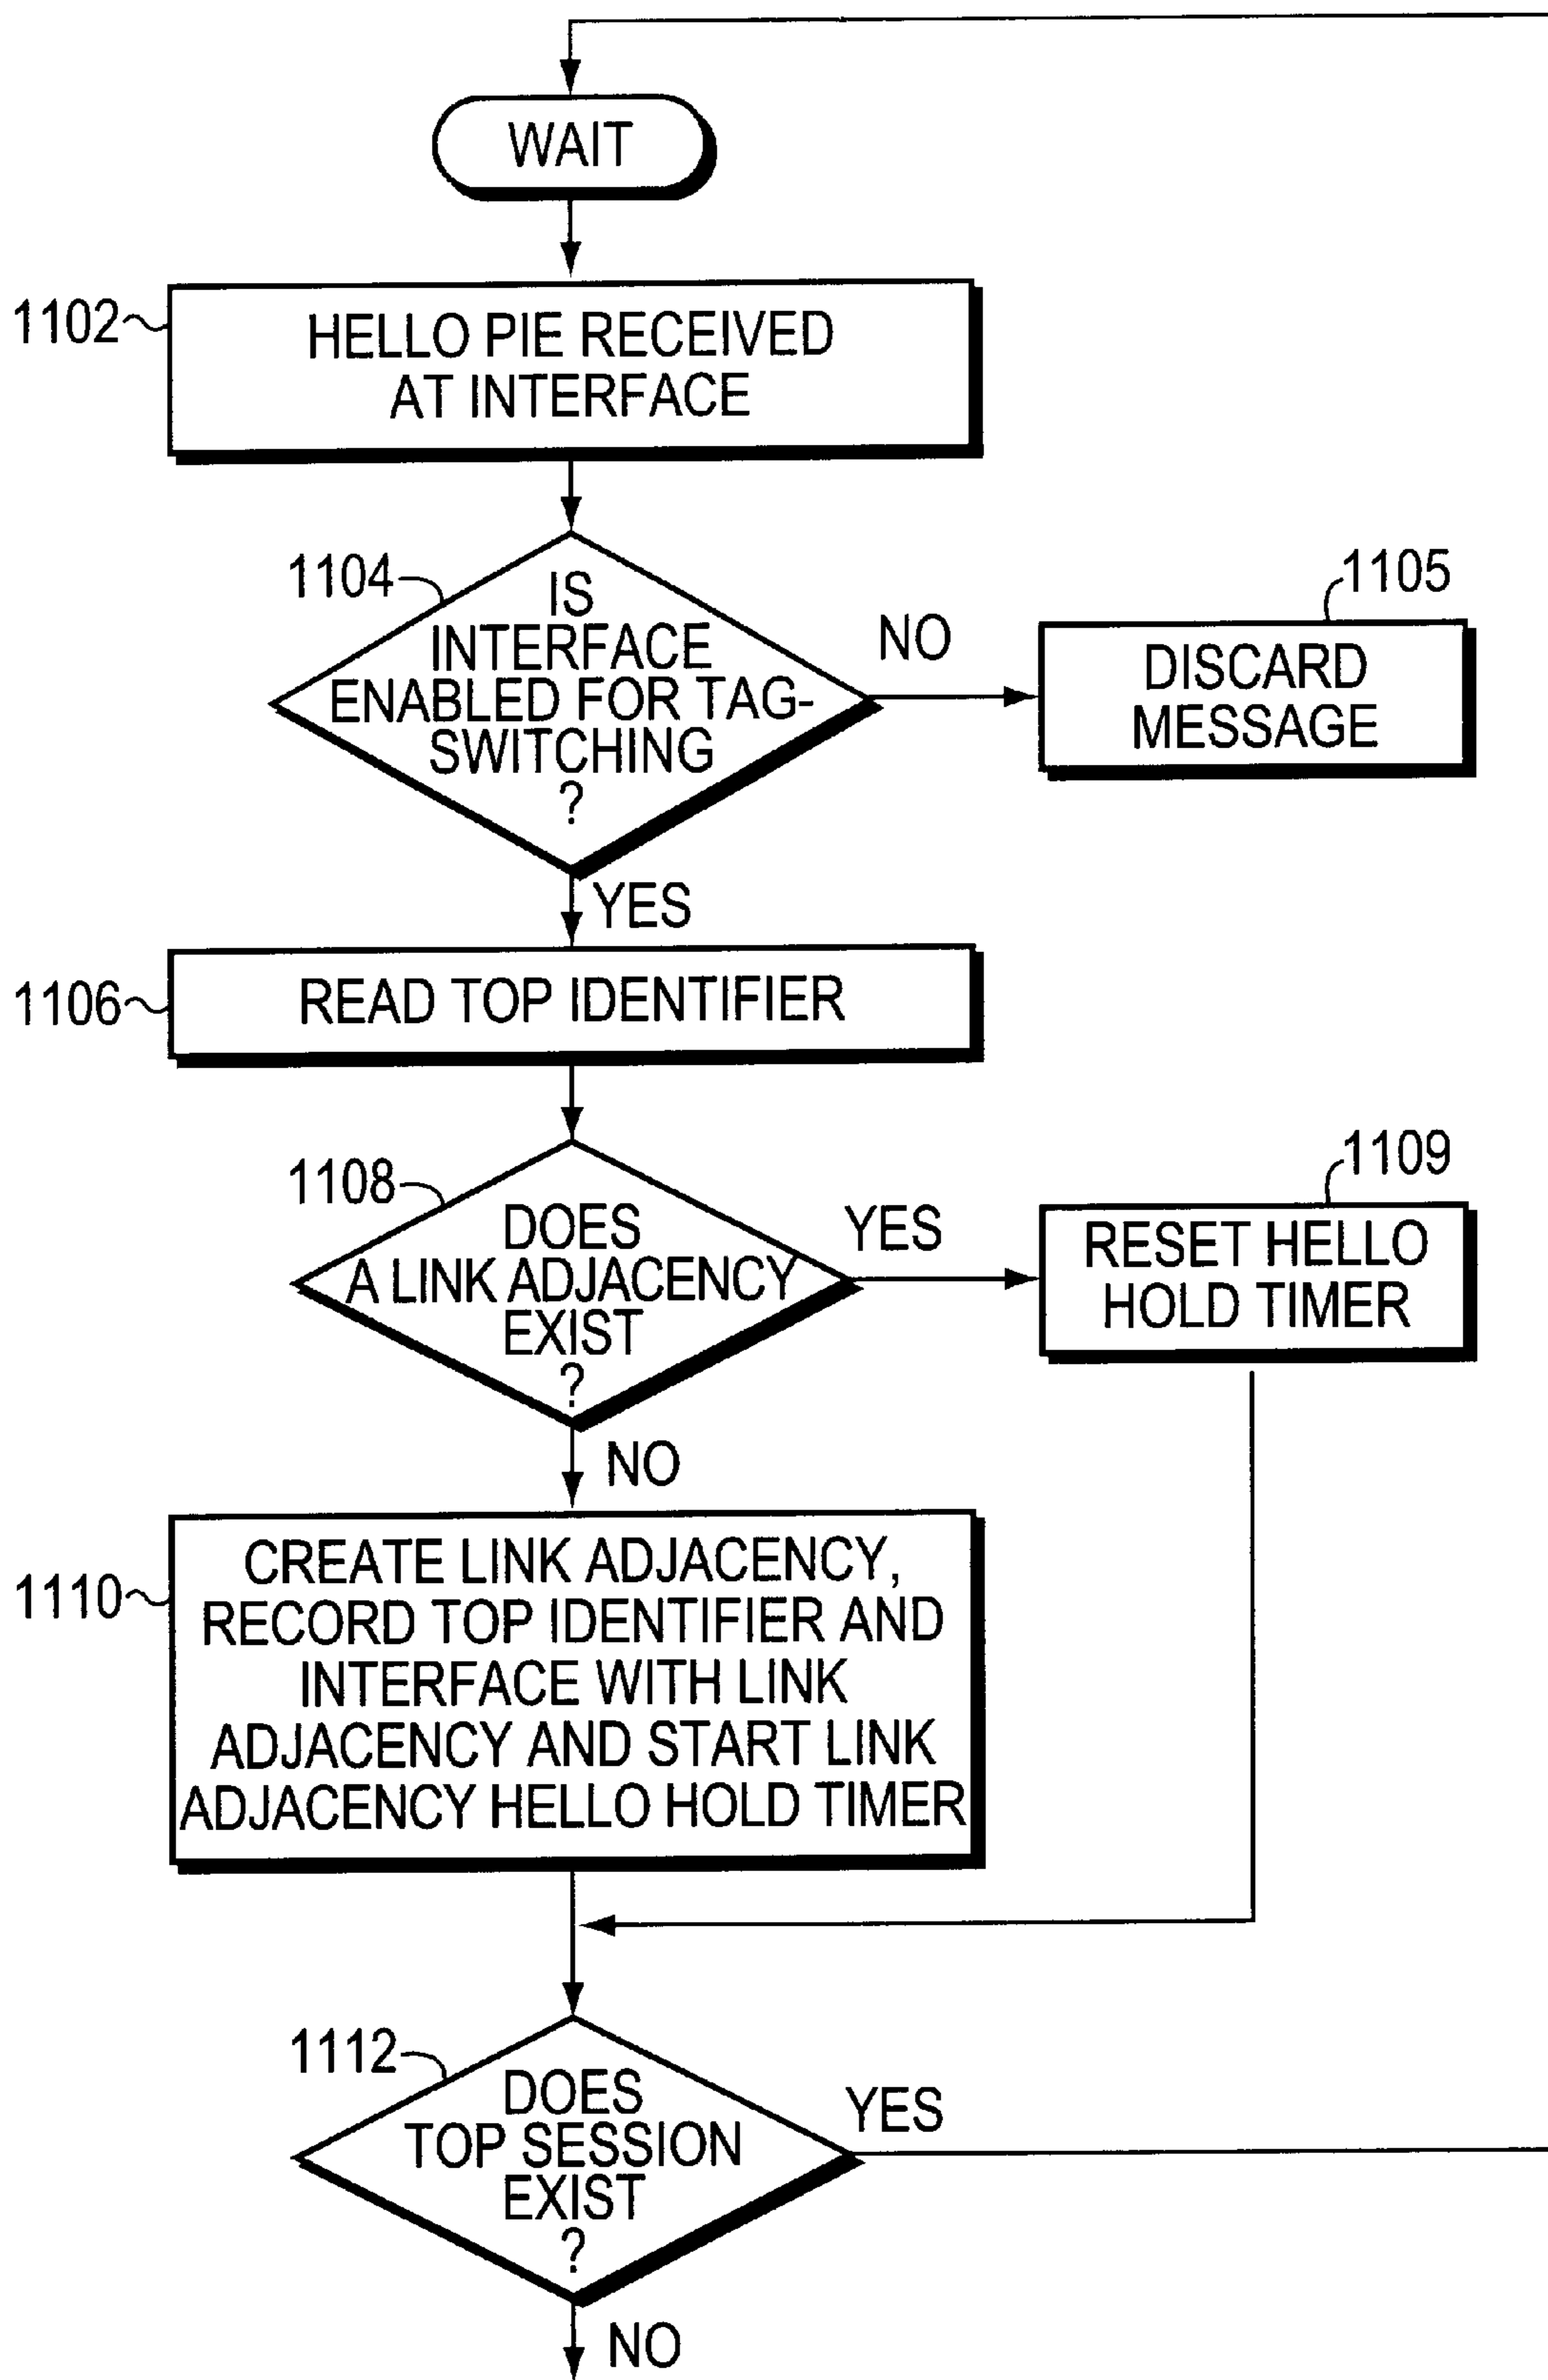 WAIT
1102
HELLO PIE RECEIVED
AT INTERFACE
1104
IS
INTERFACE
ENABLED FOR TAG-
SWITCHING
?
NO
1105
DISCARD
MESSAGE
YES
1106
READ TOP IDENTIFIER
1108
DOES
A LINK ADJACENCY
EXIST
?
YES
1109
RESET HELLO
HOLD TIMER
NO
1110
CREATE LINK ADJACENCY,
RECORD TOP IDENTIFIER AND
INTERFACE WITH LINK
ADJACENCY AND START LINK
ADJACENCY HELLO HOLD TIMER
1112
DOES
TOP SESSION
EXIST
?
YES
NO